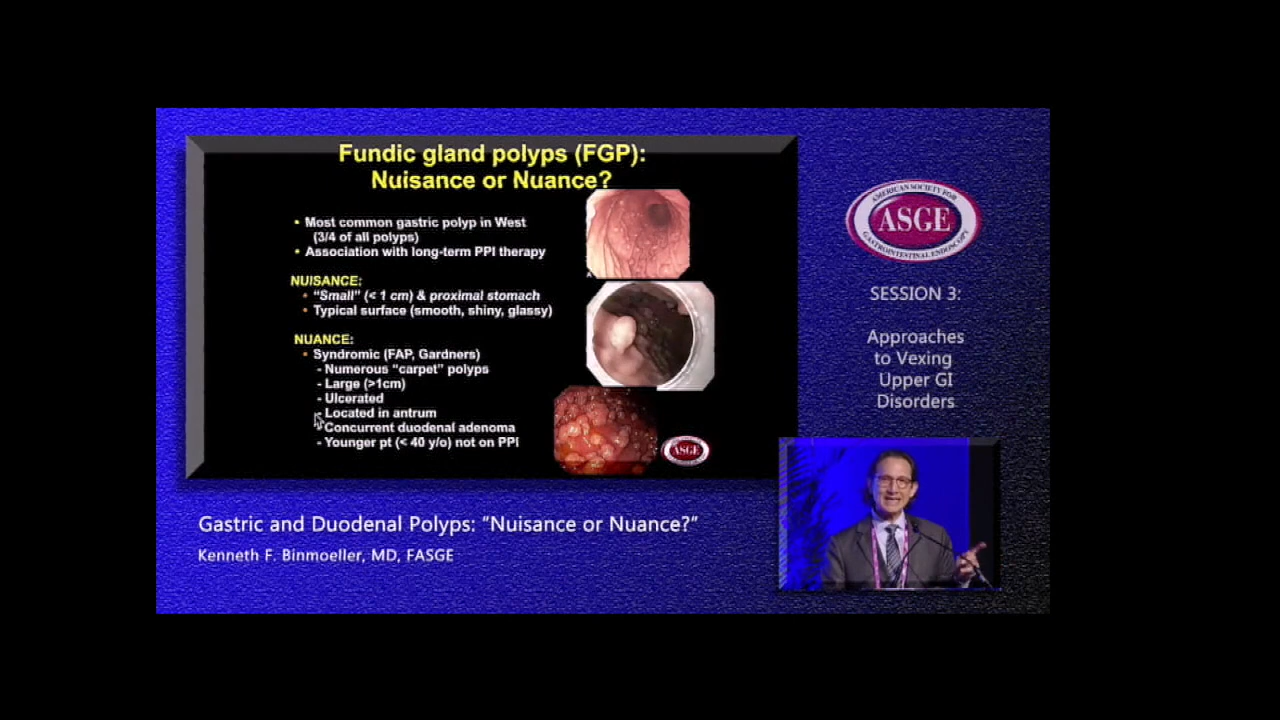 Fundic gland polyps (FGP):
Nuisance or Nuance?
• Most common gastric polyp in West
(3/4 of all polyps)
• Association with long-term PPI therapy
NUISANCE:
• “Small” (< 1 cm) & proximal stomach
• Typical surface (smooth, shiny, glassy)
NUANCE:
• Syndromic (FAP, Gardners)
- Numerous “carpet” polyps
- Large (>1cm)
- Ulcerated
- Located in antrum
- Concurrent duodenal adenoma
- Younger pt (< 40 y/o) not on PPI
A
ASGE
AMERICAN SOCIETY FOR
ASGE
GASTROINTESTINAL ENDOSCOPY
SESSION 3:
Approaches
to Vexing
Upper GI
Disorders
Gastric and Duodenal Polyps: “Nuisance or Nuance?”
Kenneth F. Binmoeller, MD, FASGE